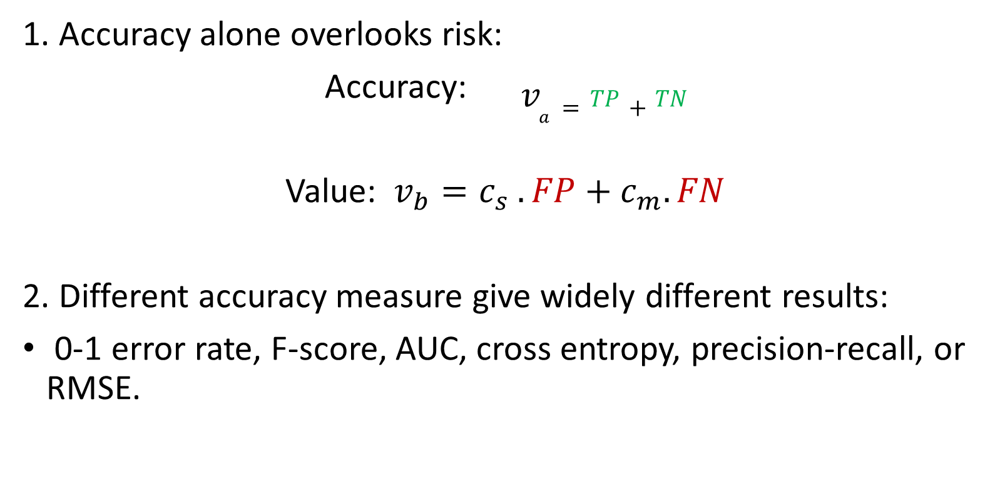 1. Accuracy alone overlooks risk:
Accuracy: v_a = TP + TN
Value: v_b = c_s . FP + c_m. FN
2. Different accuracy measure give widely different results:
• 0-1 error rate, F-score, AUC, cross entropy, precision-recall, or
RMSE.